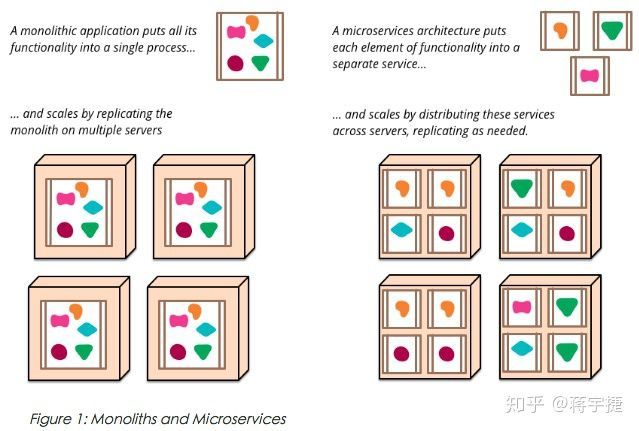 A monolithic application puts all its
functionality into a single process...
... and scales by replicating the
monolith on multiple servers
A microservices architecture puts
each element of functionality into a
separate service...
... and scales by distributing these services
across servers, replicating as needed.
Figure 1: Monoliths and Microservices
知乎 @蒋宇捷